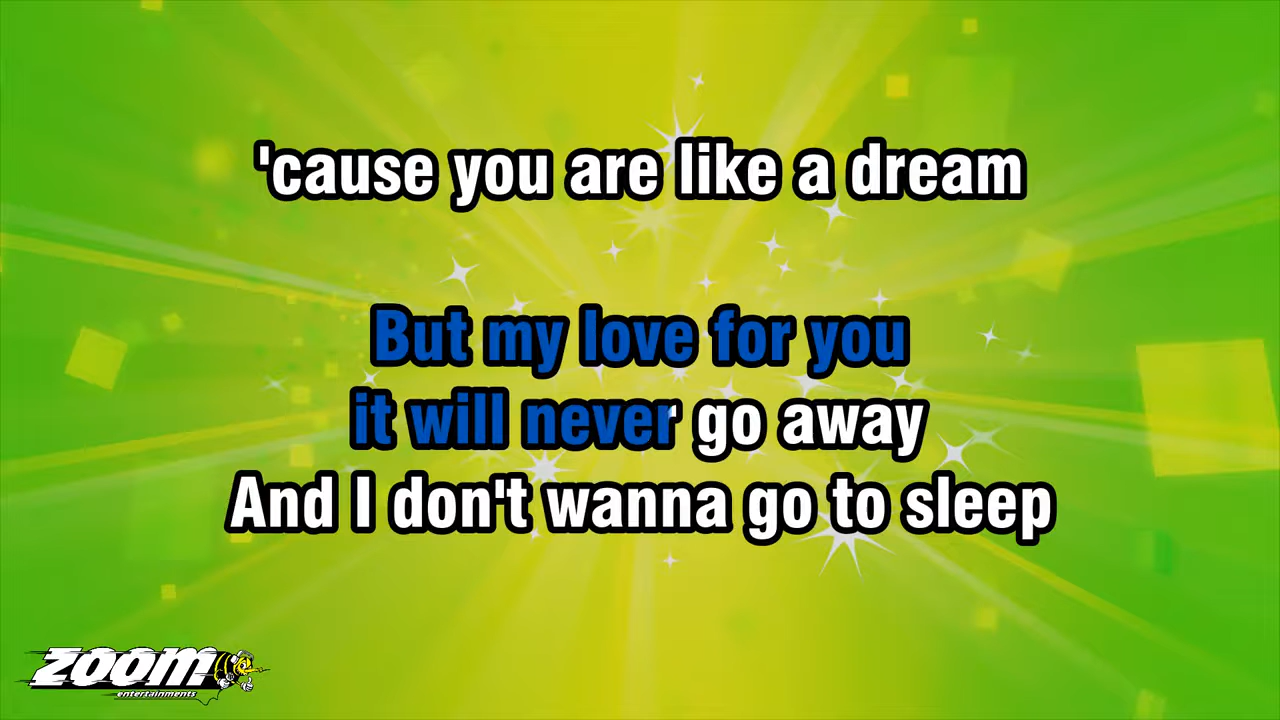 'cause you are like a dream
But my love for you
it will never go away
And I don't wanna go to sleep
zoom
entertainments